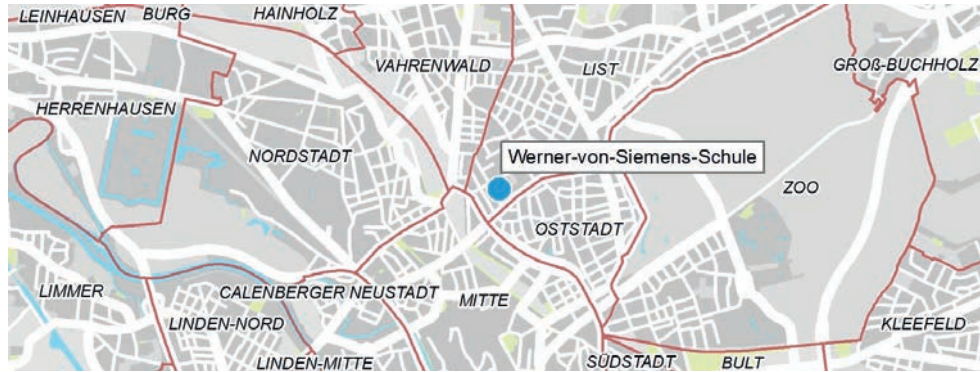 LEINHAUSEN
BURG
HAINHOLZ
VAHRENWALD
LIST
GROß-BUCHHOLZ
HERRENHAUSEN
NORDSTADT
Werner-von-Siemens-Schule
ZOO
OSTSTADT
LIMMER
CALENBERGER NEUSTADT
MITTE
LINDEN-NORD
KLEEFELD
LINDEN-MITTE
SÜDSTADT
BULT